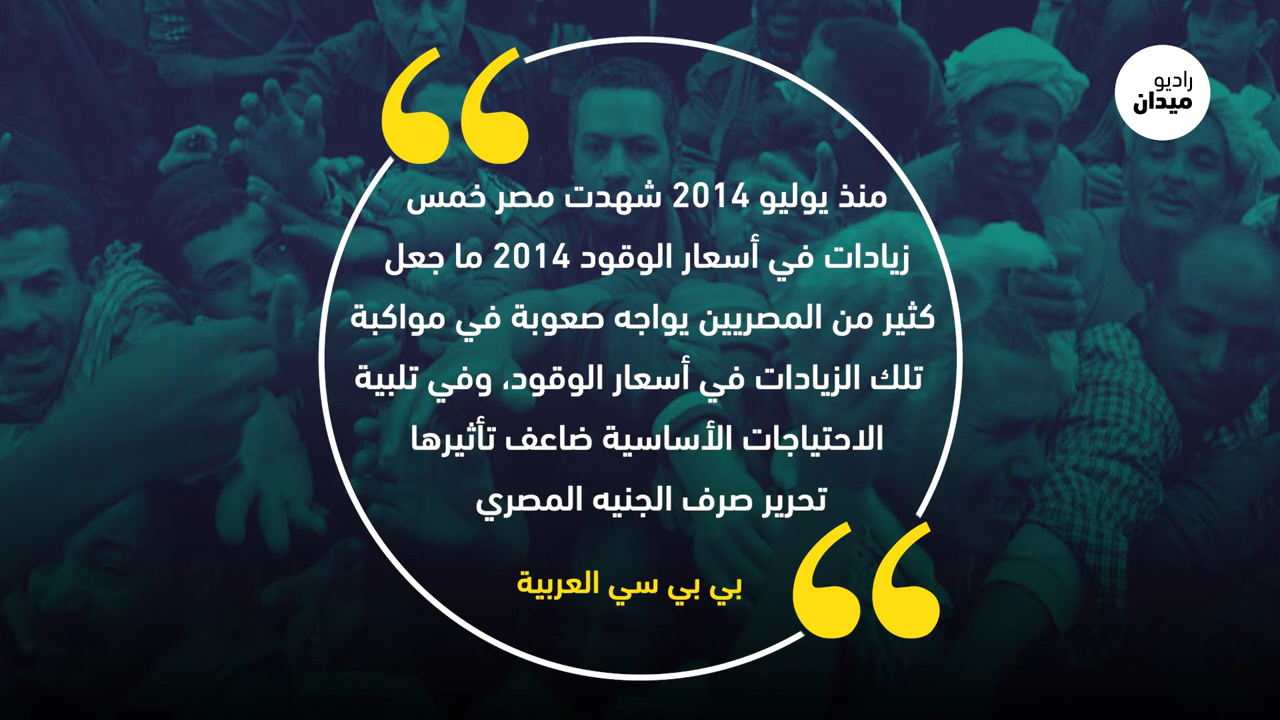 راديو
ميدان
منذ يوليو 2014 شهدت مصر خمس
زيادات في أسعار الوقود 2014 ما جعل
كثير من المصريين يواجه صعوبة في مواكبة
تلك الزيادات في أسعار الوقود، وفي تلبية
الاحتياجات الأساسية ضاعف تأثيرها
تحرير صرف الجنيه المصري
بي بي سي العربية